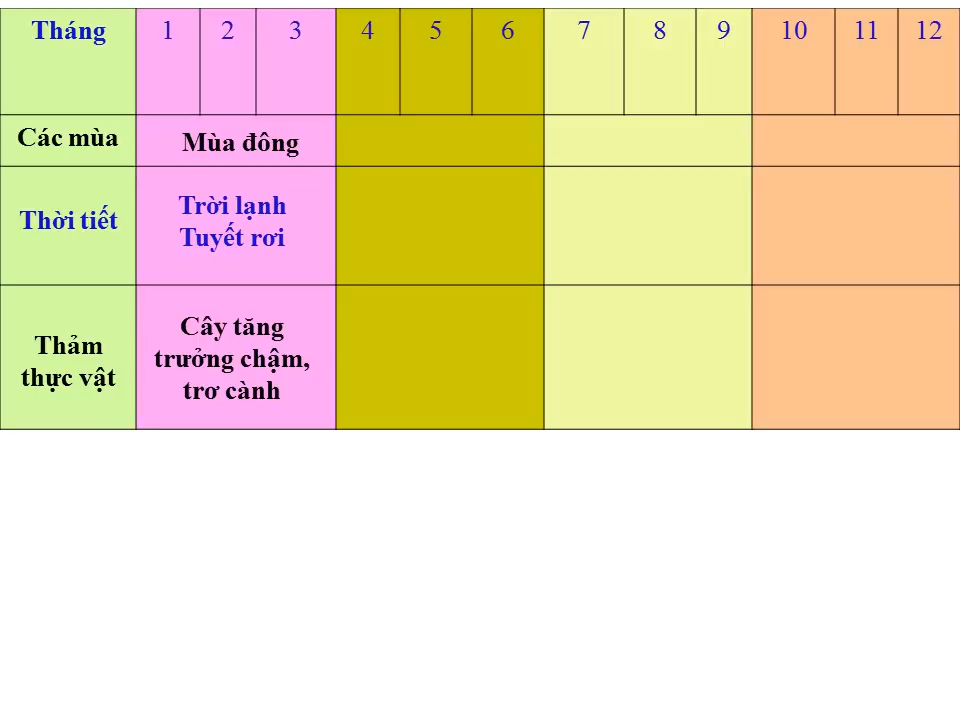 Tháng 1 2 3 4 5 6 7 8 9 10 11 12
Các mùa
Mùa đông
Thời tiết
Trời lạnh
Tuyết rơi
Thảm
thực vật
Cây tăng
trưởng chậm,
trơ cành